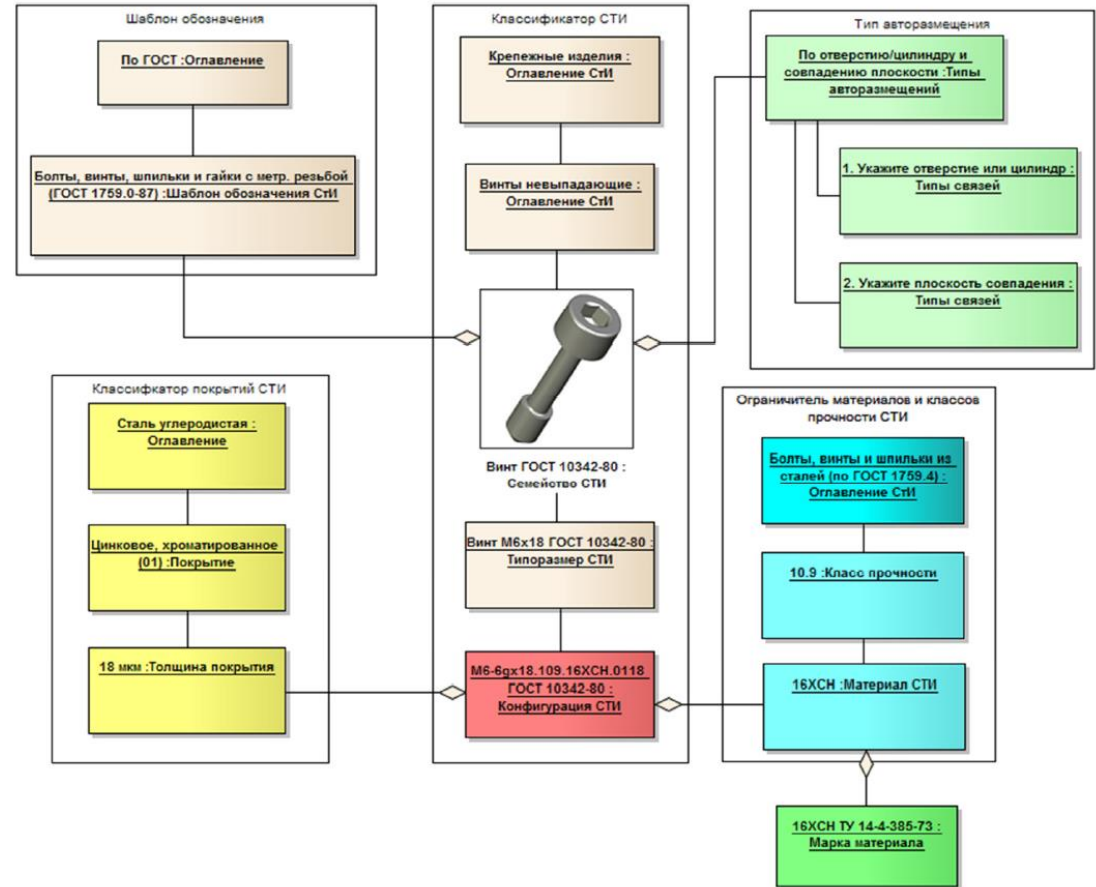 Шаблон обозначения
По ГОСТ :Оглавление
Болты, винты, шпильки и гайки с метр. резьбой
(ГОСТ 1759.0-87) :Шаблон обозначения СтИ
Классификатор СТИ
Крепежные изделия :
Оглавление СтИ
Винты невыпадающие :
Оглавление СтИ
Винт ГОСТ 10342-80 :
Семейство СТИ
Винт М6х18 ГОСТ 10342-80 :
Типоразмер СТИ
М6-6gх18.109.16ХСН.0118
ГОСТ 10342-80 :
Конфигурация СТИ
Тип авторазмещения
По отверстию/цилиндру и
совпадению плоскости :Типы
авторазмещений
1. Укажите отверстие или цилиндр :
Типы связей
2. Укажите плоскость совпадения :
Типы связей
Классифкатор покрытий СТИ
Сталь углеродистая :
Оглавление
Цинковое, хроматированное
(01) :Покрытие
18 мкм :Толщина покрытия
Ограничитель материалов и классов
прочности СТИ
Болты, винты и шпильки из
сталей (по ГОСТ 1759.4) :
Оглавление СтИ
10.9 :Класс прочности
16ХСН :Материал СТИ
16ХСН ТУ 14-4-385-73 :
Марка материала